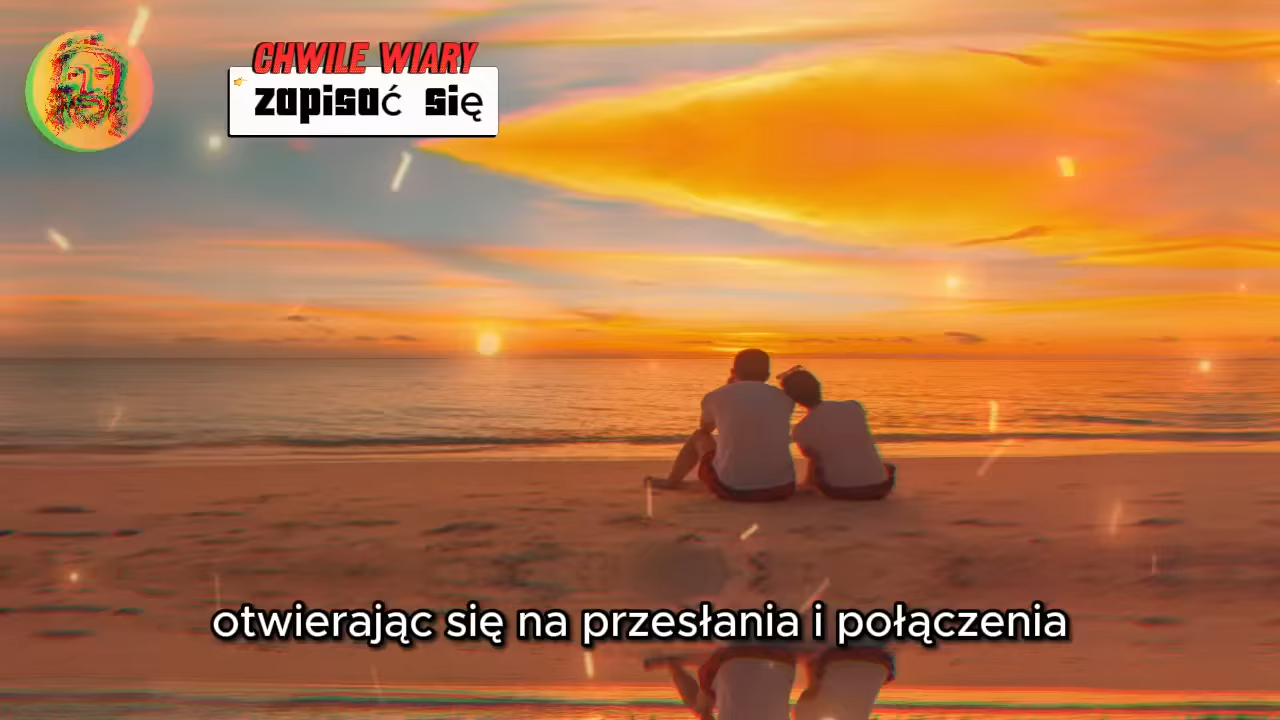 CHWILE WIARY
zapisać się
otwierając się na przesłania i połączenia